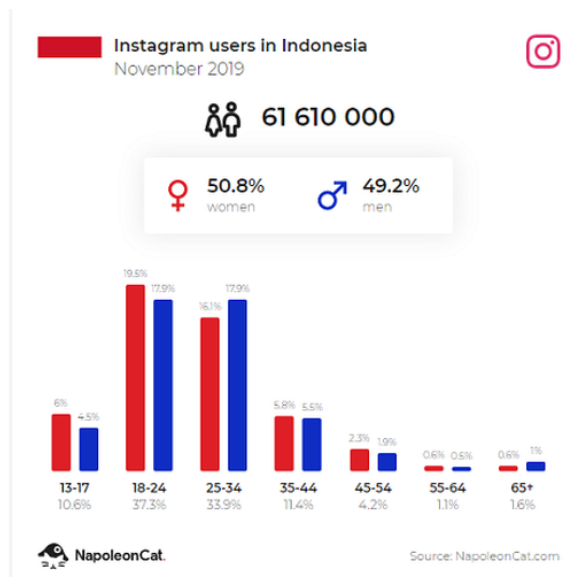 Instagram users in Indonesia
November 2019
61 610 000
50.8% 49.2%
women men
19.5% 17.9% 16.1% 17.9%
6% 4.5% 5.8% 5.5%
2.3% 1.9% 0.6% 0.6% 1%
13-17 18-24 25-34 35-44 45-54 55-64 65+
10.6% 37.3% 33.9% 11.4% 4.2% 1.1% 1.6%
NapoleonCat. Source: NapoleonCat.com